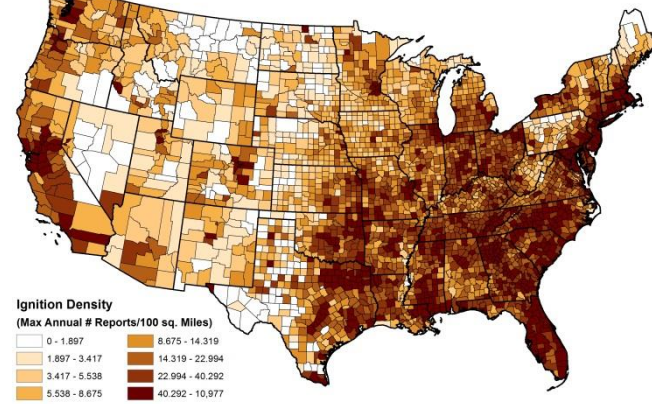 Ignition Density
(Max Annual # Reports/100 sq. Miles)
0 - 1.897
1.897 - 3.417
3.417 - 5.538
5.538 - 8.675
8.675 - 14.319
14.319 - 22.994
22.994 - 40.292
40.292 - 10,977